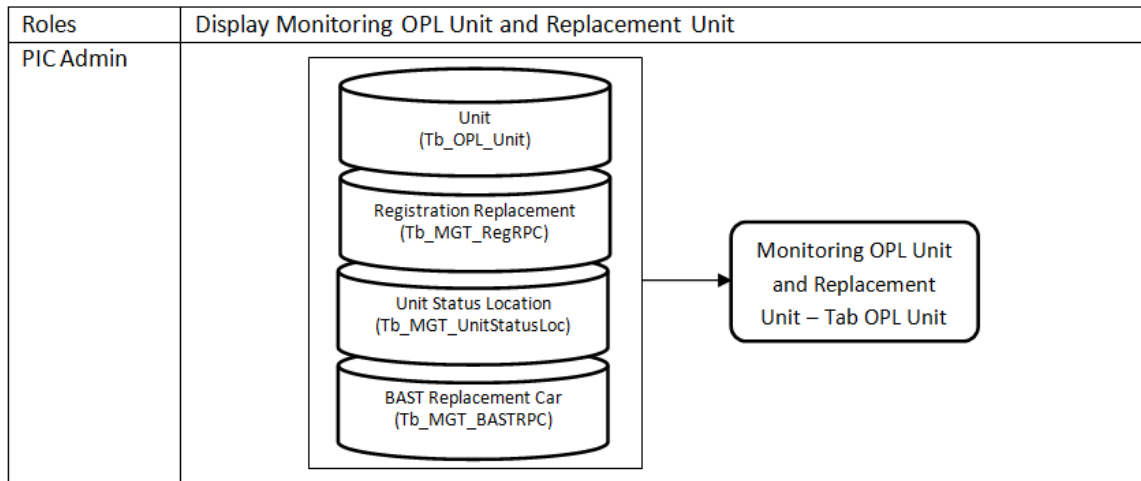 Roles
Display Monitoring OPL Unit and Replacement Unit
PIC Admin
Unit
(Tb_OPL_Unit)
Registration Replacement
(Tb_MGT_RegRPC)
Unit Status Location
(Tb_MGT_UnitStatusLoc)
BAST Replacement Car
(Tb_MGT_BASTRPC)
Monitoring OPL Unit
and Replacement
Unit – Tab OPL Unit